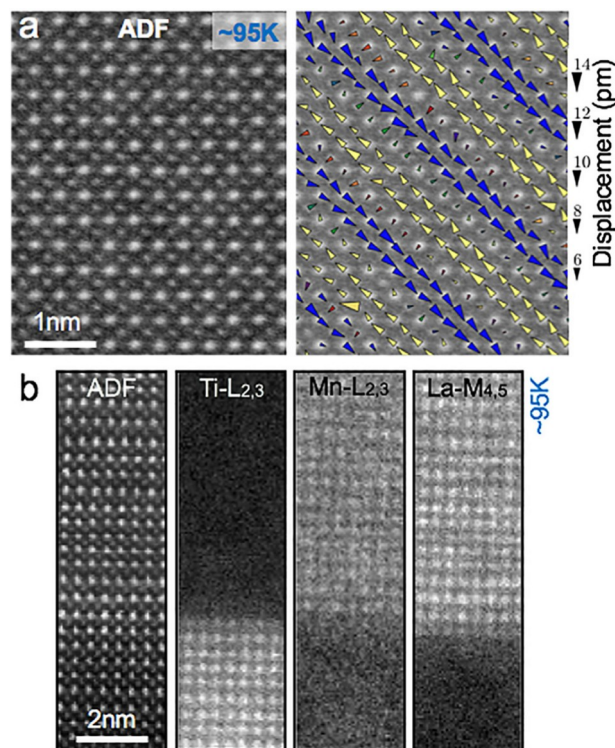 a
ADF
~95K
1nm
14
12
10
8
6
Displacement (pm)
b
ADF
Ti-L2,3
Mn-L2,3
La-M4,5
~95K
2nm